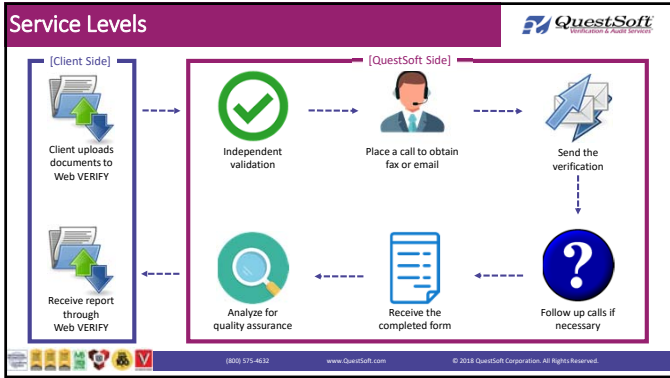 Service Levels
QuestSoft
Verification & Audit Services
[Client Side]
[QuestSoft Side]
Client uploads
documents to
Web VERIFY
Independent
validation
Place a call to obtain
fax or email
Send the
verification
?
Receive report
through
Web VERIFY
Analyze for
quality assurance
Receive the
completed form
Follow up calls if
necessary
(800) 575-4632
www.QuestSoft.com
© 2018 QuestSoft Corporation. All Rights Reserved.